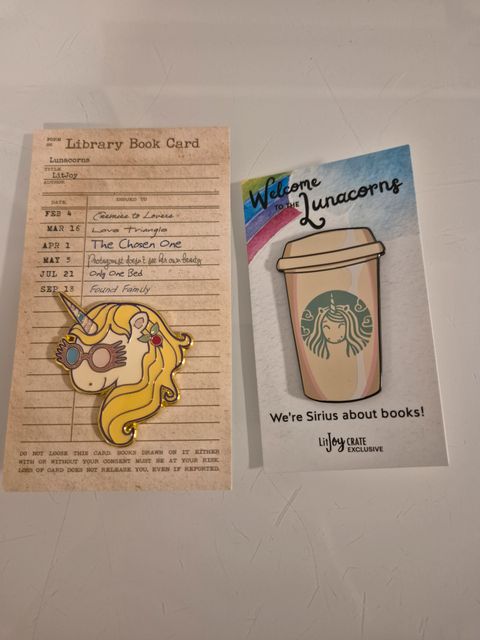 FORM
OK
Library Book Card
Lunacorns
TITLE
LitJoy
AUTHOR
DATE
ISSUED TO
FEB 4
Enemies to Lovers
MAR 16
Love Triangle
APR 1
The Chosen One
MAY 5
Protagonist doesn't see her own beauty
JUL 21
Only One Bed
SEP 18
Found Family
DO NOT LOOSE THIS CARD. BOOKS DRAWN ON IT EITHER
WITH OR WITHOUT YOUR CONSENT MUST BE AT YOUR RISK.
LOSS OF CARD DOES NOT RELEASE YOU, EVEN IF REPORTED.
Welcome
TO THE
Lunacorns
We're Sirius about books!
LitJoy CRATE
EXCLUSIVE